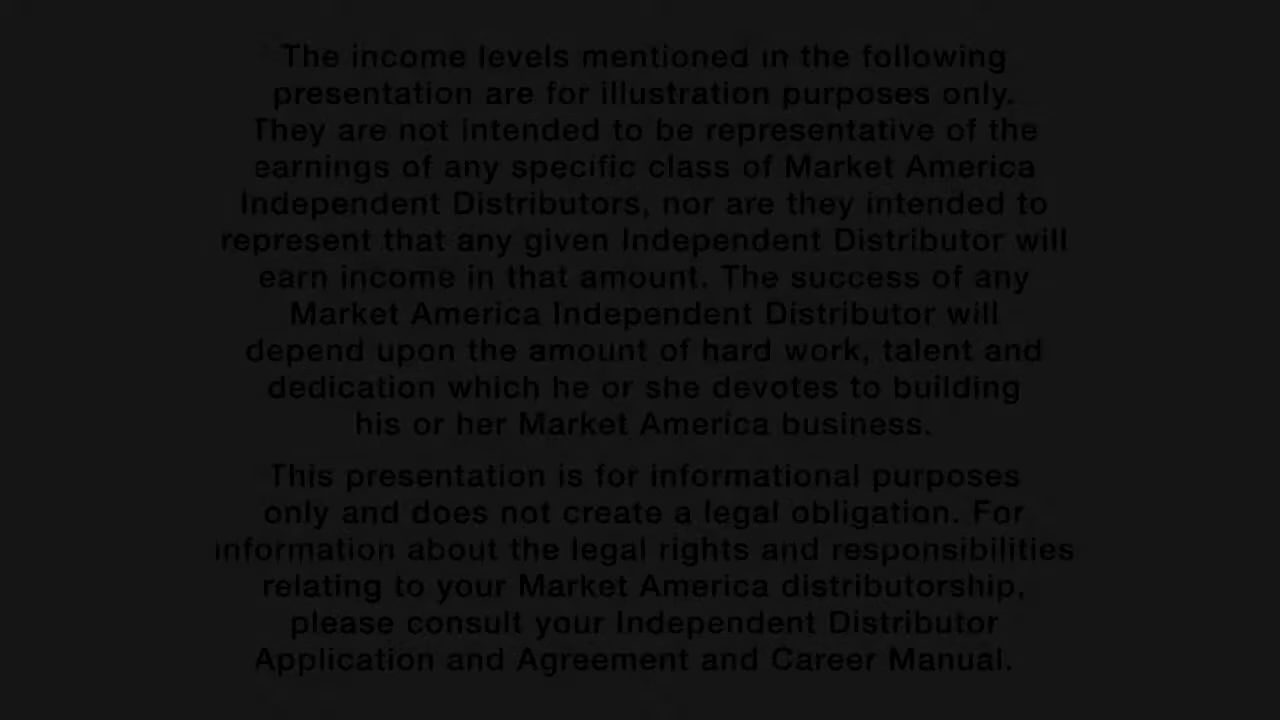 The income levels mentioned in the following
presentation are for illustration purposes only.
They are not intended to be representative of the
earnings of any specific class of Market America
Independent Distributors, nor are they intended to
represent that any given Independent Distributor will
earn income in that amount. The success of any
Market America Independent Distributor will
depend upon the amount of hard work, talent and
dedication which he or she devotes to building
his or her Market America business.
This presentation is for informational purposes
only and does not create a legal obligation. For
information about the legal rights and responsibilities
relating to your Market America distributorship,
please consult your Independent Distributor
Application and Agreement and Career Manual.